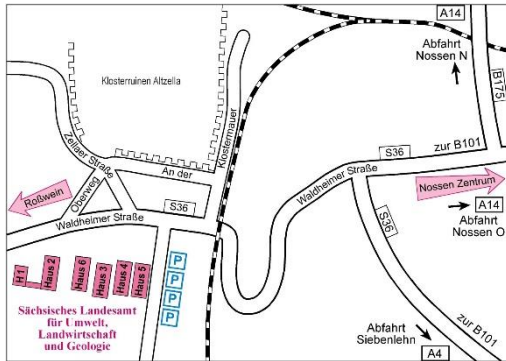 A14
Abfahrt
Nossen N
B175
Klosterruinen Altzella
Klostermauer
An der
Zellaer Straße
Oberweg
Roßwein
Waldheimer Straße
S36
zur B101
S36
Waldheimer Straße
Nossen Zentrum
A14
Abfahrt
Nossen O
S36
H1
Haus 2
Haus 6
Haus 3
Haus 4
Haus 5
P
P
P
P
Sächsisches Landesamt
für Umwelt,
Landwirtschaft
und Geologie
zur B101
Abfahrt
Siebenlehn
A4